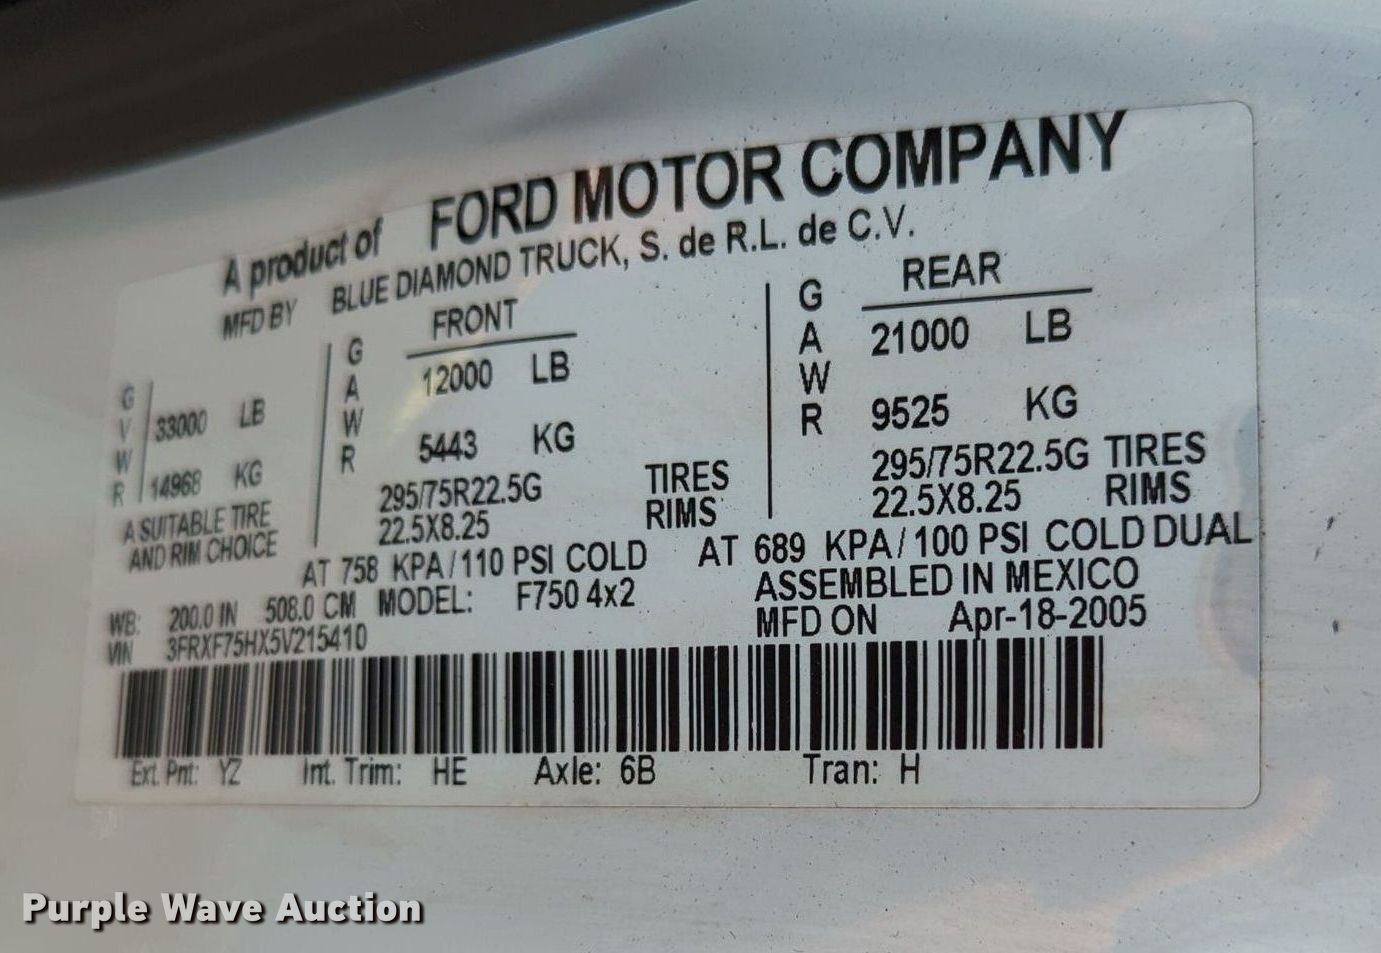 A product of FORD MOTOR COMPANY
MFD BY BLUE DIAMOND TRUCK, S. de R.L. de C.V.
GVWR 33000 LB
14968 KG
GAWR FRONT
12000 LB
5443 KG
295/75R22.5G TIRES
22.5X8.25 RIMS
GAWR REAR
21000 LB
9525 KG
295/75R22.5G TIRES
22.5X8.25 RIMS
A SUITABLE TIRE
AND RIM CHOICE
AT 758 KPA/110 PSI COLD AT 689 KPA/100 PSI COLD DUAL
WB: 200.0 IN 508.0 CM MODEL: F750 4x2 ASSEMBLED IN MEXICO
VIN 3FRXF75HX5V215410 MFD ON Apr-18-2005
Ext. Pnt: YZ Int. Trim: HE Axle: 6B Tran: H
Purple Wave Auction